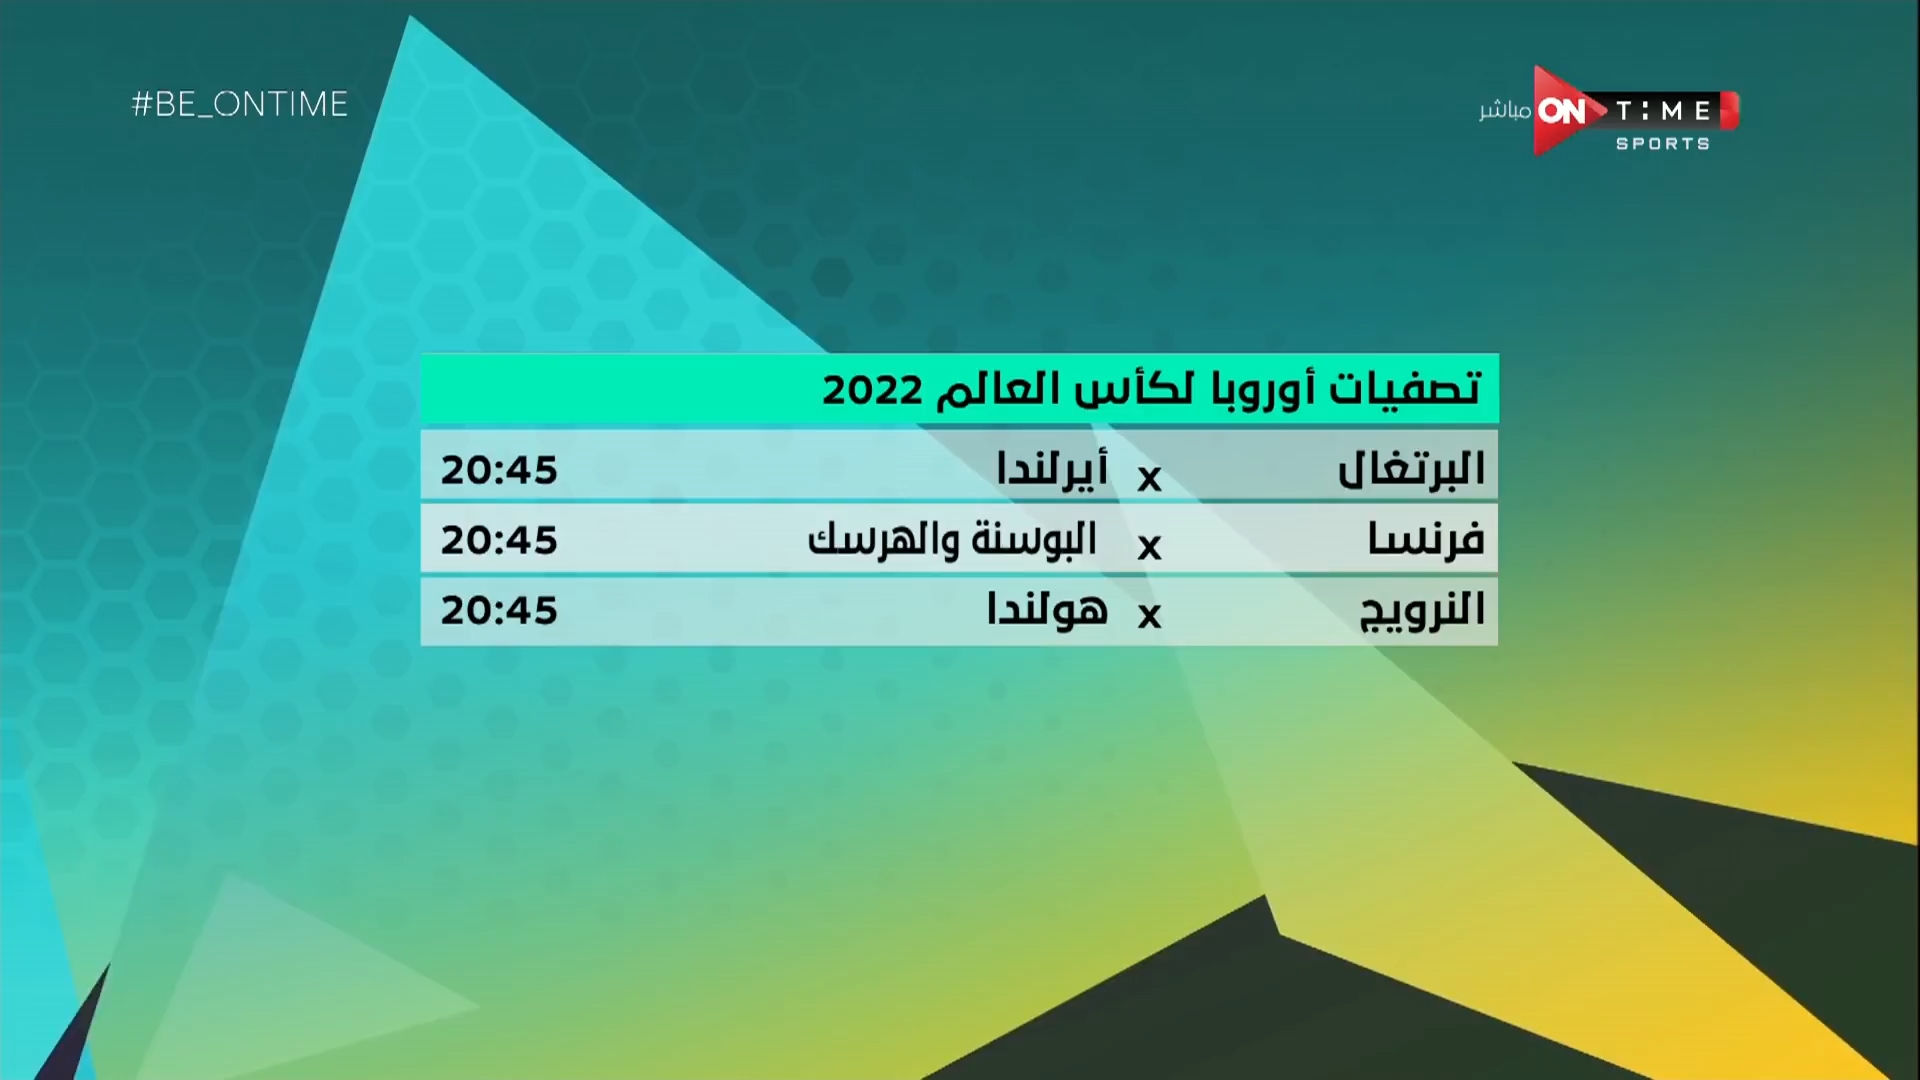 #BE_ONTIME
مباشر ON TIME
SPORTS
تصفيات أوروبا لكأس العالم 2022
البرتغال x أيرلندا 20:45
فرنسا x البوسنة والهرسك 20:45
النرويج x هولندا 20:45